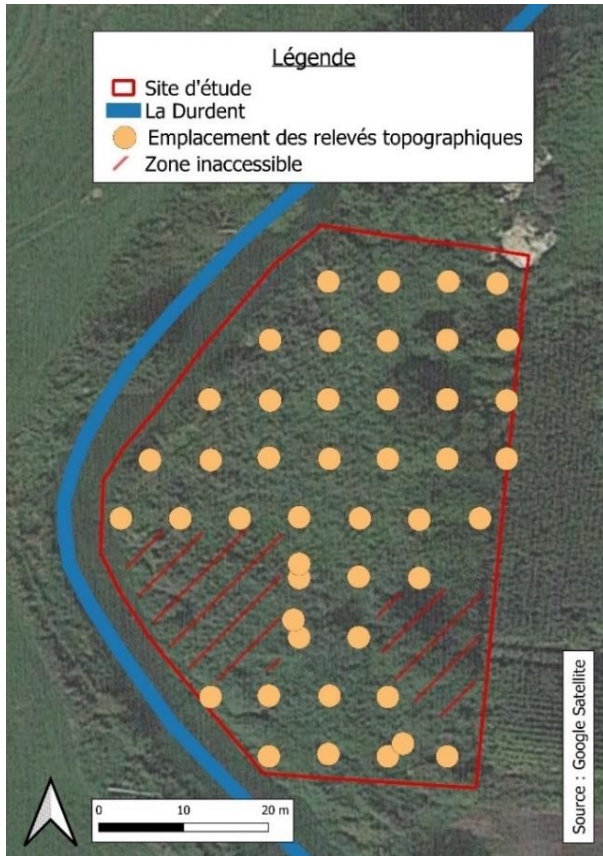 Légende
Site d'étude
La Durdent
Emplacement des relevés topographiques
Zone inaccessible
0 10 20 m
Source : Google Satellite